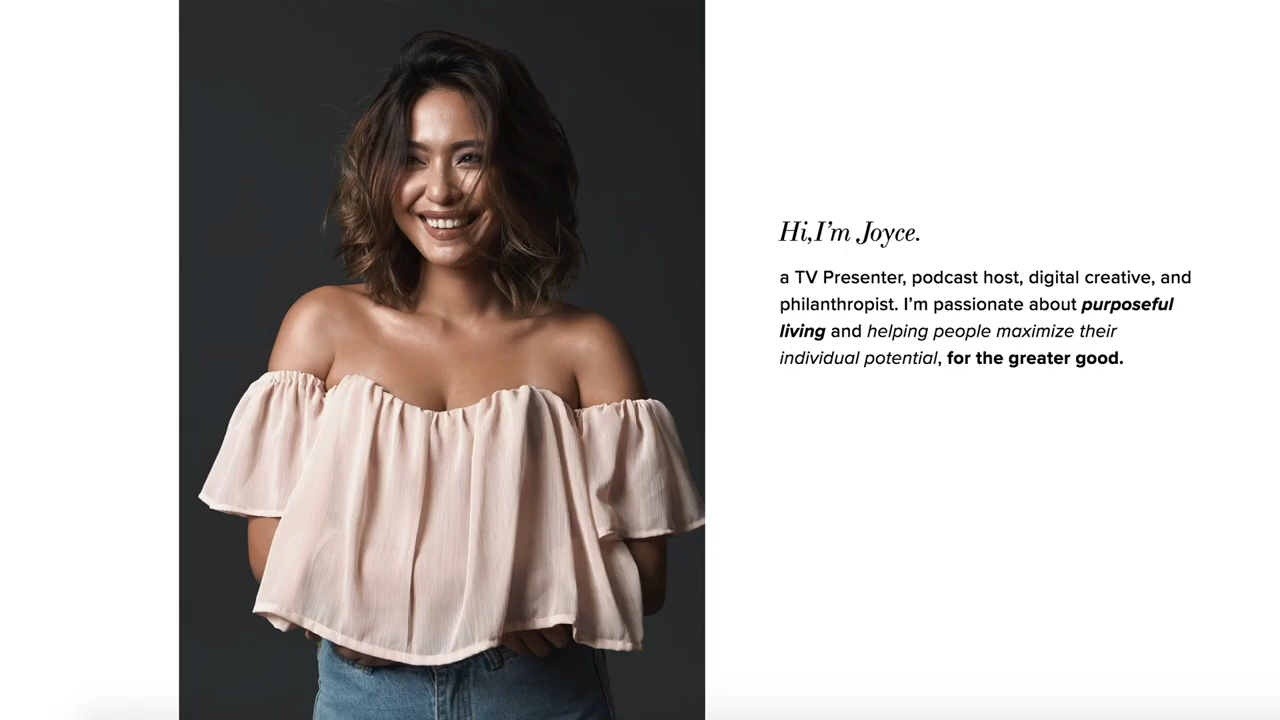 Hi,I’m Joyce.
a TV Presenter, podcast host, digital creative, and
philanthropist. I’m passionate about purposeful
living and helping people maximize their
individual potential, for the greater good.